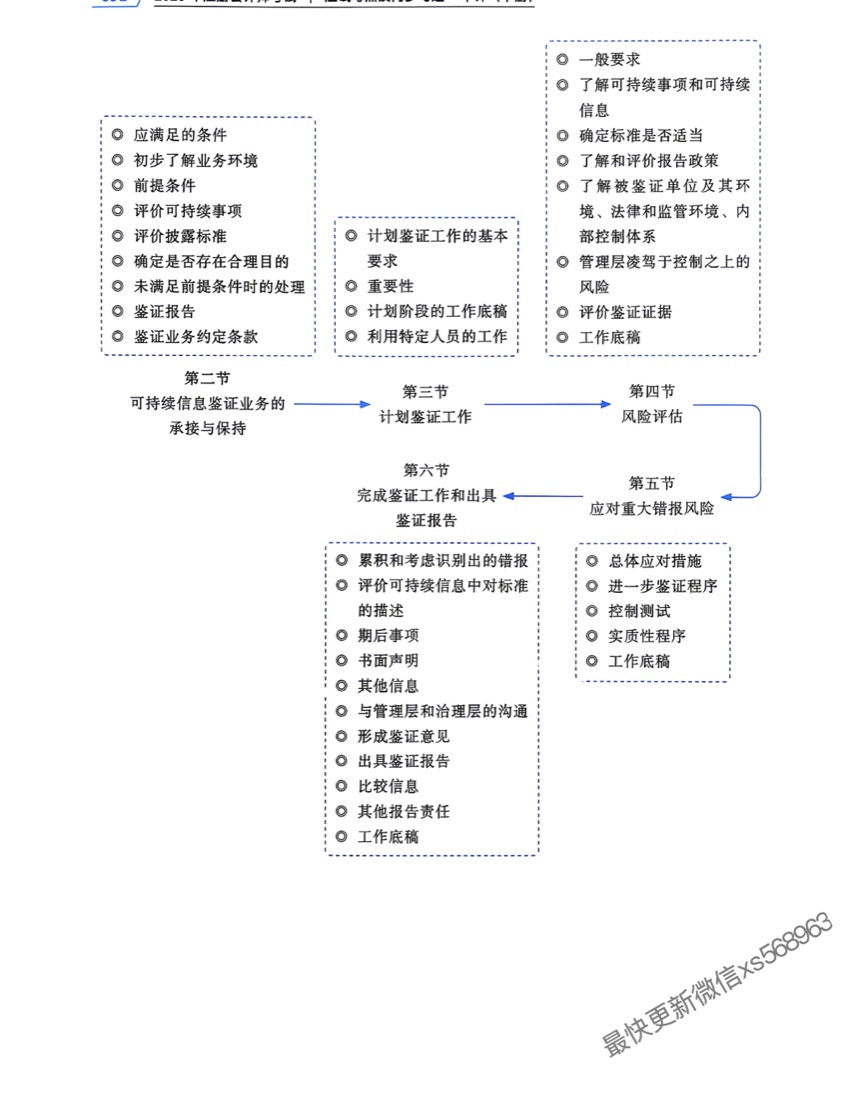 ◎ 应满足的条件
◎ 初步了解业务环境
◎ 前提条件
◎ 评价可持续事项
◎ 评价披露标准
◎ 确定是否存在合理目的
◎ 未满足前提条件时的处理
◎ 鉴证报告
◎ 鉴证业务约定条款
第二节
可持续信息鉴证业务的
承接与保持
◎ 计划鉴证工作的基本
要求
◎ 重要性
◎ 计划阶段的工作底稿
◎ 利用特定人员的工作
第三节
计划鉴证工作
◎ 一般要求
◎ 了解可持续事项和可持续
信息
◎ 确定标准是否适当
◎ 了解和评价报告政策
◎ 了解被鉴证单位及其环
境、法律和监管环境、内
部控制体系
◎ 管理层凌驾于控制之上的
风险
◎ 评价鉴证证据
◎ 工作底稿
第四节
风险评估
第五节
应对重大错报风险
◎ 总体应对措施
◎ 进一步鉴证程序
◎ 控制测试
◎ 实质性程序
◎ 工作底稿
第六节
完成鉴证工作和出具
鉴证报告
◎ 累积和考虑识别出的错报
◎ 评价可持续信息中对标准
的描述
◎ 期后事项
◎ 书面声明
◎ 其他信息
◎ 与管理层和治理层的沟通
◎ 形成鉴证意见
◎ 出具鉴证报告
◎ 比较信息
◎ 其他报告责任
◎ 工作底稿
最快更新微信xs568963